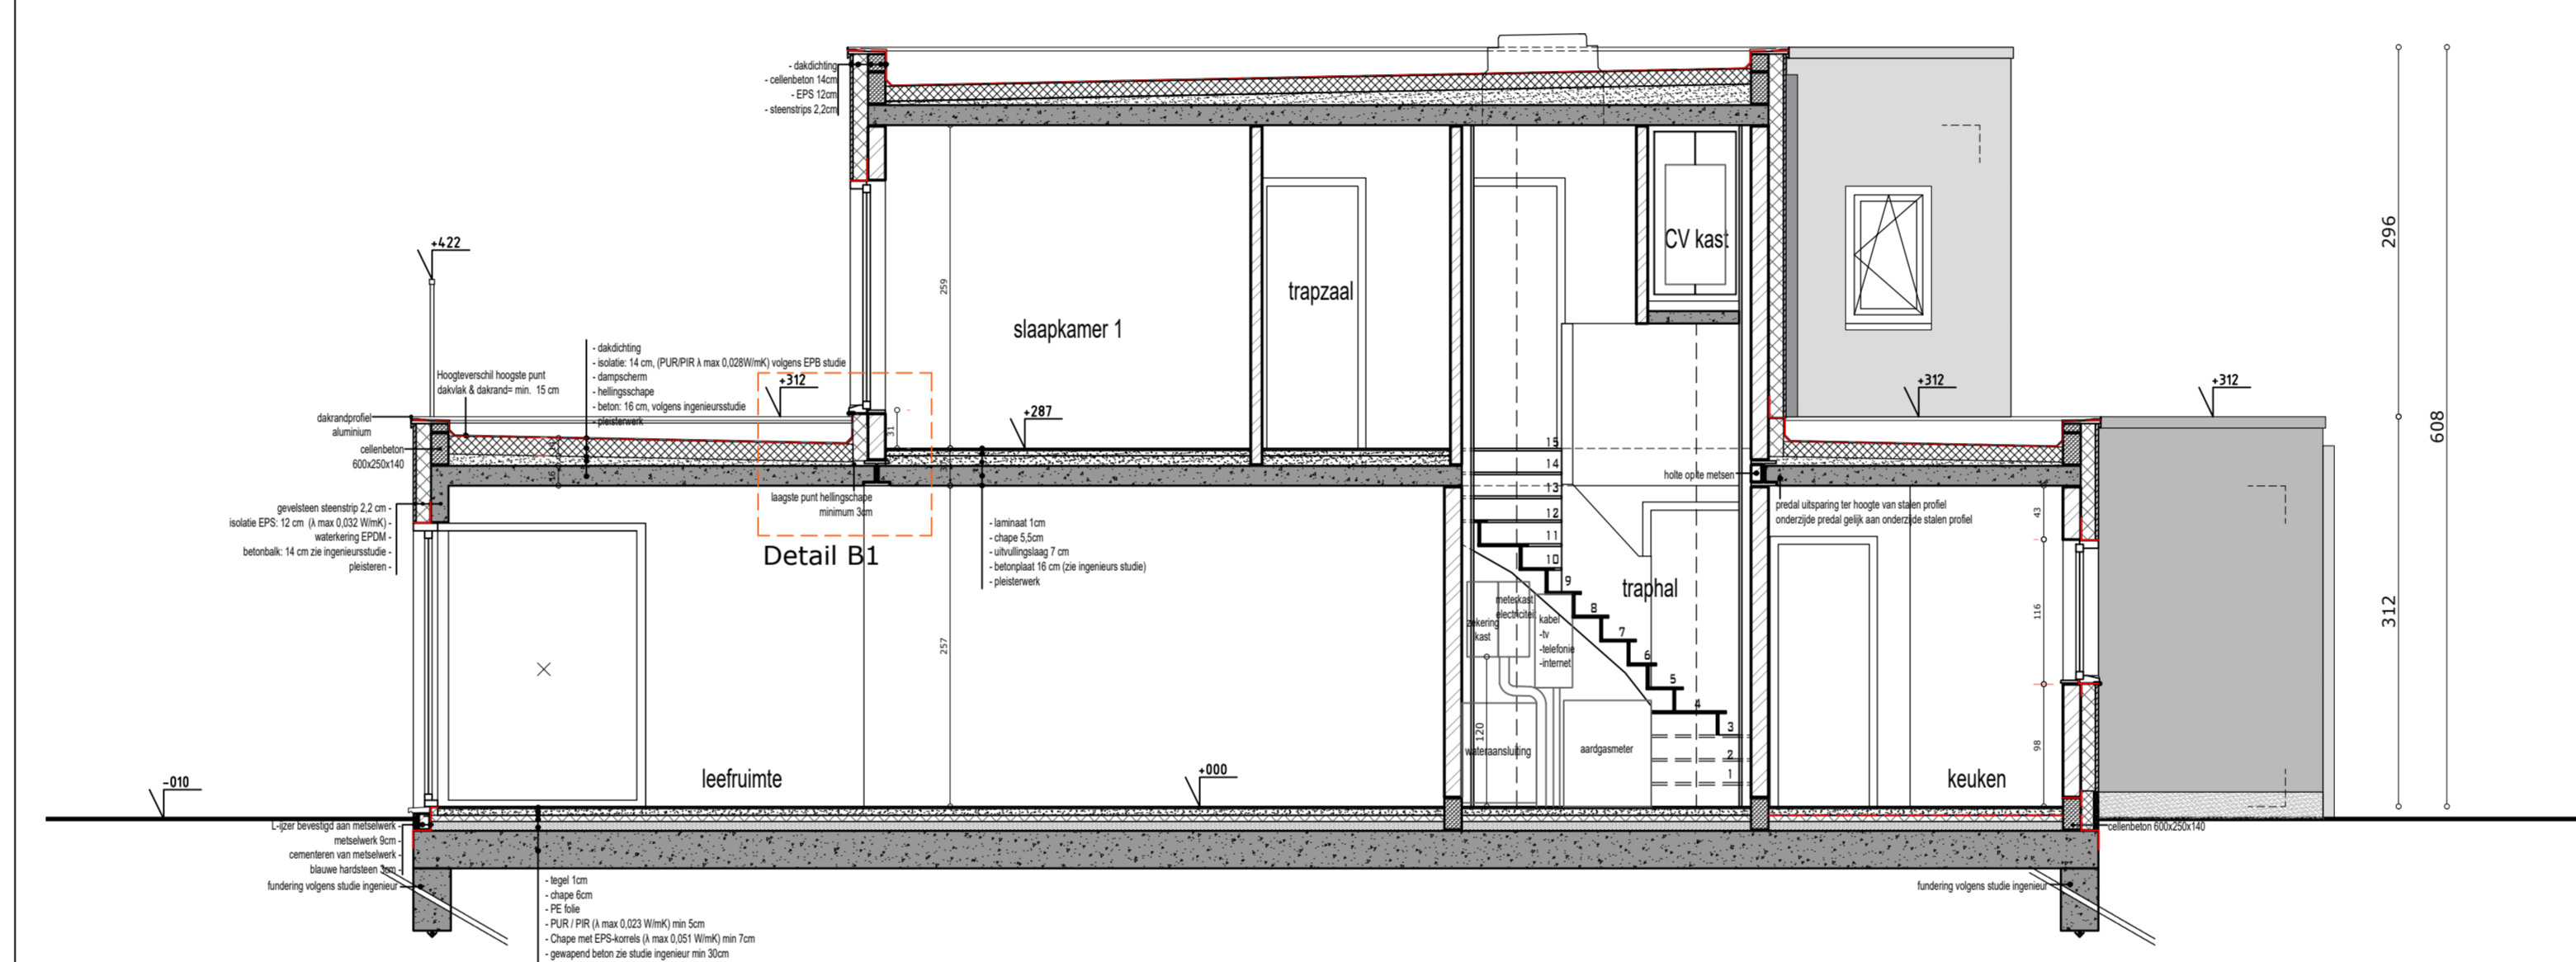 - dakdichting
- cellenbeton 14cm
- EPS 12cm
- steenstrips 2,2cm
296
608
312
+422
259
slaapkamer 1
trapzaal
CV kast
Hoogteverschil hoogste punt
dakvlak & dakrand= min. 15 cm
- dakdichting
- isolatie: 14 cm, (PUR/PIR λ max 0,028W/mK) volgens EPB studie
- dampscherm
- hellingsschape
- beton: 16 cm, volgens ingenieursstudie
- pleisterwerk
+312
+287
+312
+312
dakrandprofiel
aluminium
cellenbeton
600x250x140
31
16
laagste punt hellingschape
minimum 3cm
Detail B1
gevelsteen steenstrip 2,2 cm -
isolatie EPS: 12 cm (λ max 0,032 W/mK) -
waterkering EPDM -
betonbalk: 14 cm zie ingenieursstudie -
pleisteren -
- laminaat 1cm
- chape 5,5cm
- uitvullingslaag 7 cm
- betonplaat 16 cm (zie ingenieurs studie)
- pleisterwerk
holte op te metsen
predal uitsparing ter hoogte van stalen profiel
onderzijde predal gelijk aan onderzijde stalen profiel
15
14
13
12
11
10
9
8
7
6
5
4
3
2
1
traphal
meterkast
electriciteit
zekering
kast
kabel
-tv
-telefonie
-internet
120
wateraansluiting
aardgasmeter
43
116
98
keuken
257
leefruimte
+000
-010
L-ijzer bevestigd aan metselwerk -
metselwerk 9cm -
cementeren van metselwerk -
blauwe hardsteen 3cm -
fundering volgens studie ingenieur
- tegel 1cm
- chape 6cm
- PE folie
- PUR / PIR (λ max 0,023 W/mK) min 5cm
- Chape met EPS-korrels (λ max 0,051 W/mK) min 7cm
- gewapend beton zie studie ingenieur min 30cm
cellenbeton 600x250x140
fundering volgens studie ingenieur